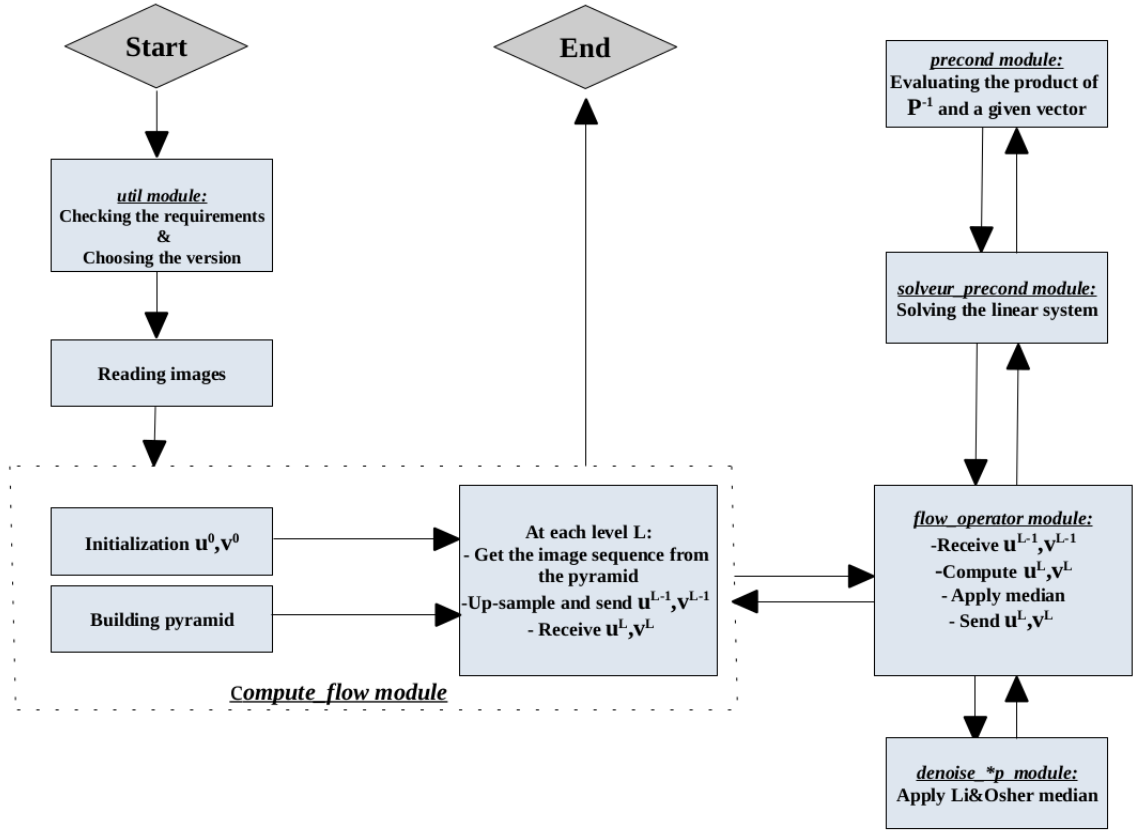 Start
End
util module:
Checking the requirements
&
Choosing the version
Reading images
Initialization u⁰,v⁰
Building pyramid
At each level L:
- Get the image sequence from
the pyramid
-Up-sample and send uᴸ⁻¹,vᴸ⁻¹
- Receive uᴸ,vᴸ
Compute_flow module
precond module:
Evaluating the product of
P⁻¹ and a given vector
solveur_precond module:
Solving the linear system
flow_operator module:
-Receive uᴸ⁻¹,vᴸ⁻¹
-Compute uᴸ,vᴸ
- Apply median
- Send uᴸ,vᴸ
denoise_*p_module:
Apply Li&Osher median